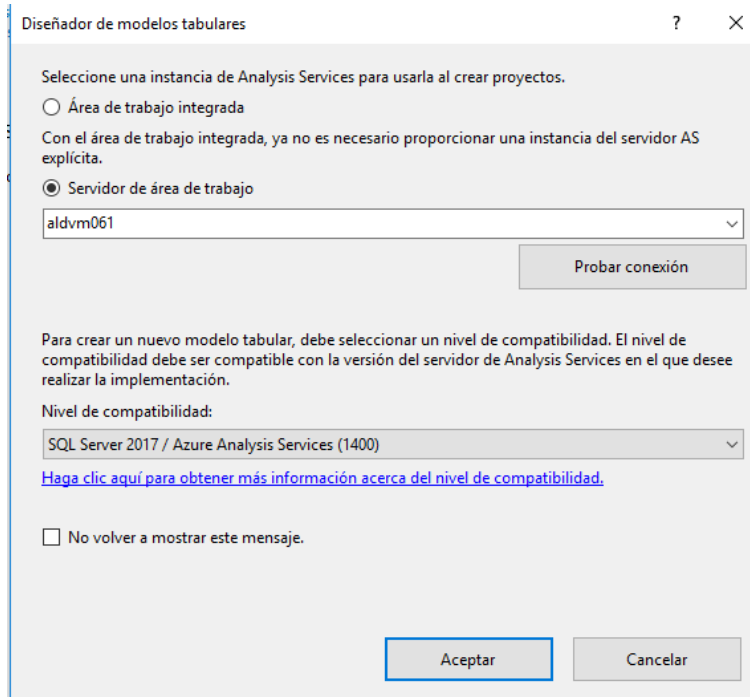 Diseñador de modelos tabulares
?
Seleccione una instancia de Analysis Services para usarla al crear proyectos.
Área de trabajo integrada
Con el área de trabajo integrada, ya no es necesario proporcionar una instancia del servidor AS
explícita.
Servidor de área de trabajo
aldvm061
Probar conexión
Para crear un nuevo modelo tabular, debe seleccionar un nivel de compatibilidad. El nivel de
compatibilidad debe ser compatible con la versión del servidor de Analysis Services en el que desee
realizar la implementación.
Nivel de compatibilidad:
SQL Server 2017 / Azure Analysis Services (1400)
Haga clic aquí para obtener más información acerca del nivel de compatibilidad.
No volver a mostrar este mensaje.
Aceptar
Cancelar